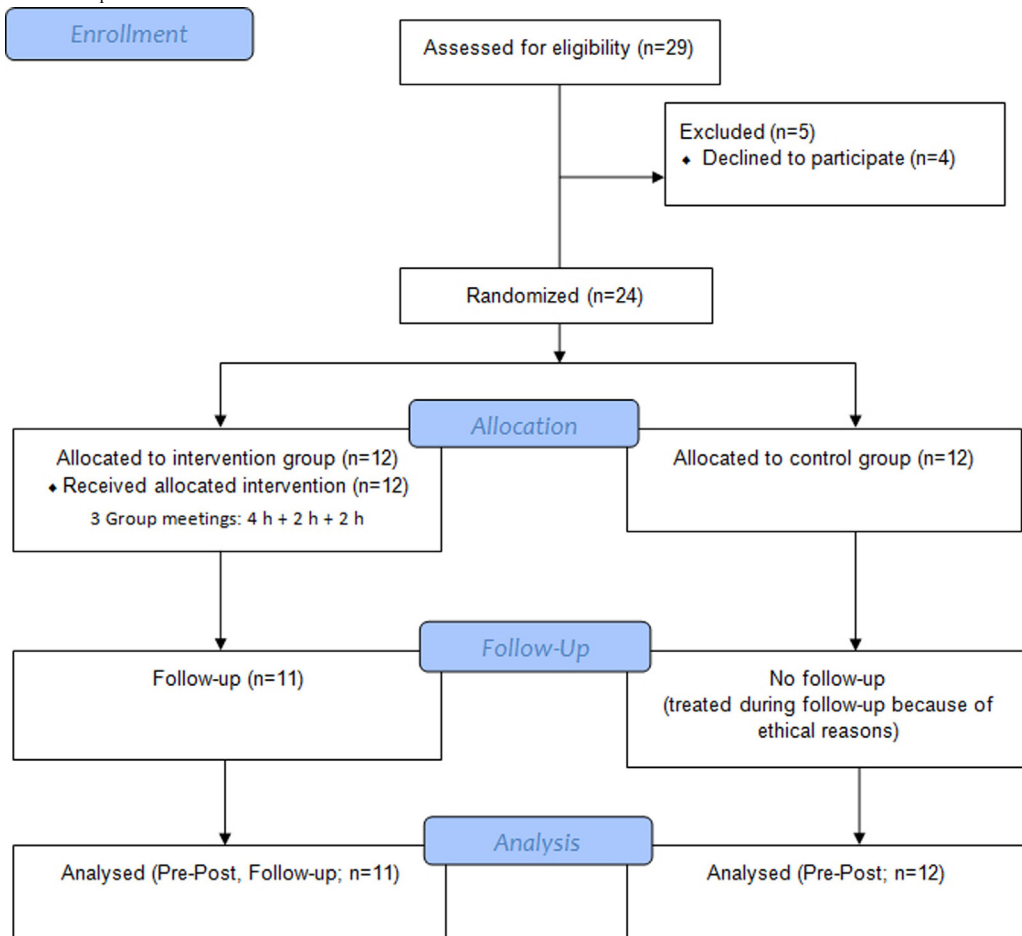 Enrollment
Assessed for eligibility (n=29)
Excluded (n=5)
⬥ Declined to participate (n=4)
Randomized (n=24)
Allocation
Allocated to intervention group (n=12)
⬥ Received allocated intervention (n=12)
3 Group meetings: 4 h + 2 h + 2 h
Allocated to control group (n=12)
Follow-Up
Follow-up (n=11)
No follow-up
(treated during follow-up because of
ethical reasons)
Analysis
Analysed (Pre-Post, Follow-up; n=11)
Analysed (Pre-Post; n=12)